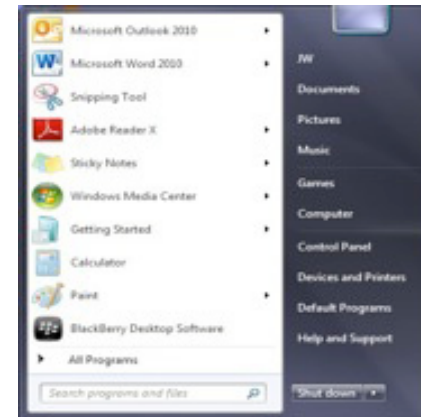 Microsoft Outlook 2010
Microsoft Word 2010
Snipping Tool
Adobe Reader X
Sticky Notes
Windows Media Center
Getting Started
Calculator
Paint
BlackBerry Desktop Software
All Programs
Search programs and files
JW
Documents
Pictures
Music
Games
Computer
Control Panel
Devices and Printers
Default Programs
Help and Support
Shut down